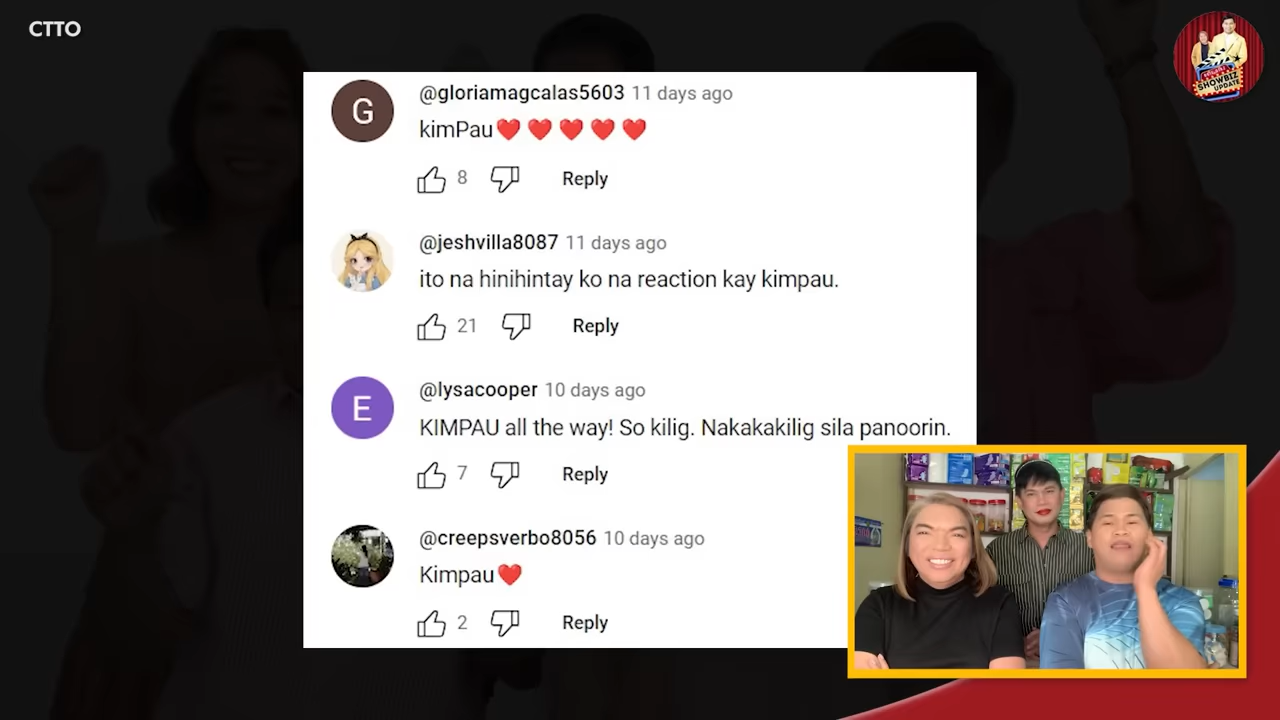 CTTO
SHOWBIZ
UPDATE
G
@gloriamagcalas5603 11 days ago
kimPau❤️❤️❤️❤️❤️
8 Reply
@jeshvilla8087 11 days ago
ito na hinihintay ko na reaction kay kimpau.
21 Reply
E
@lysacooper 10 days ago
KIMPAU all the way! So kilig. Nakakakilig sila panoorin.
7 Reply
@creepsverbo8056 10 days ago
Kimpau❤️
2 Reply